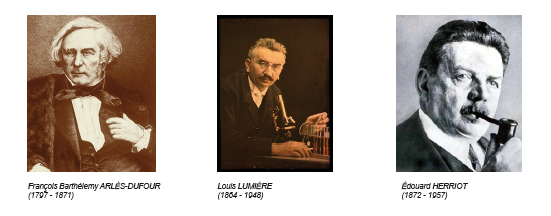 François Barthélemy ARLÈS-DUFOUR
(1797 - 1871)
Louis LUMIÈRE
(1864 - 1948)
Édouard HERRIOT
(1872 - 1957)